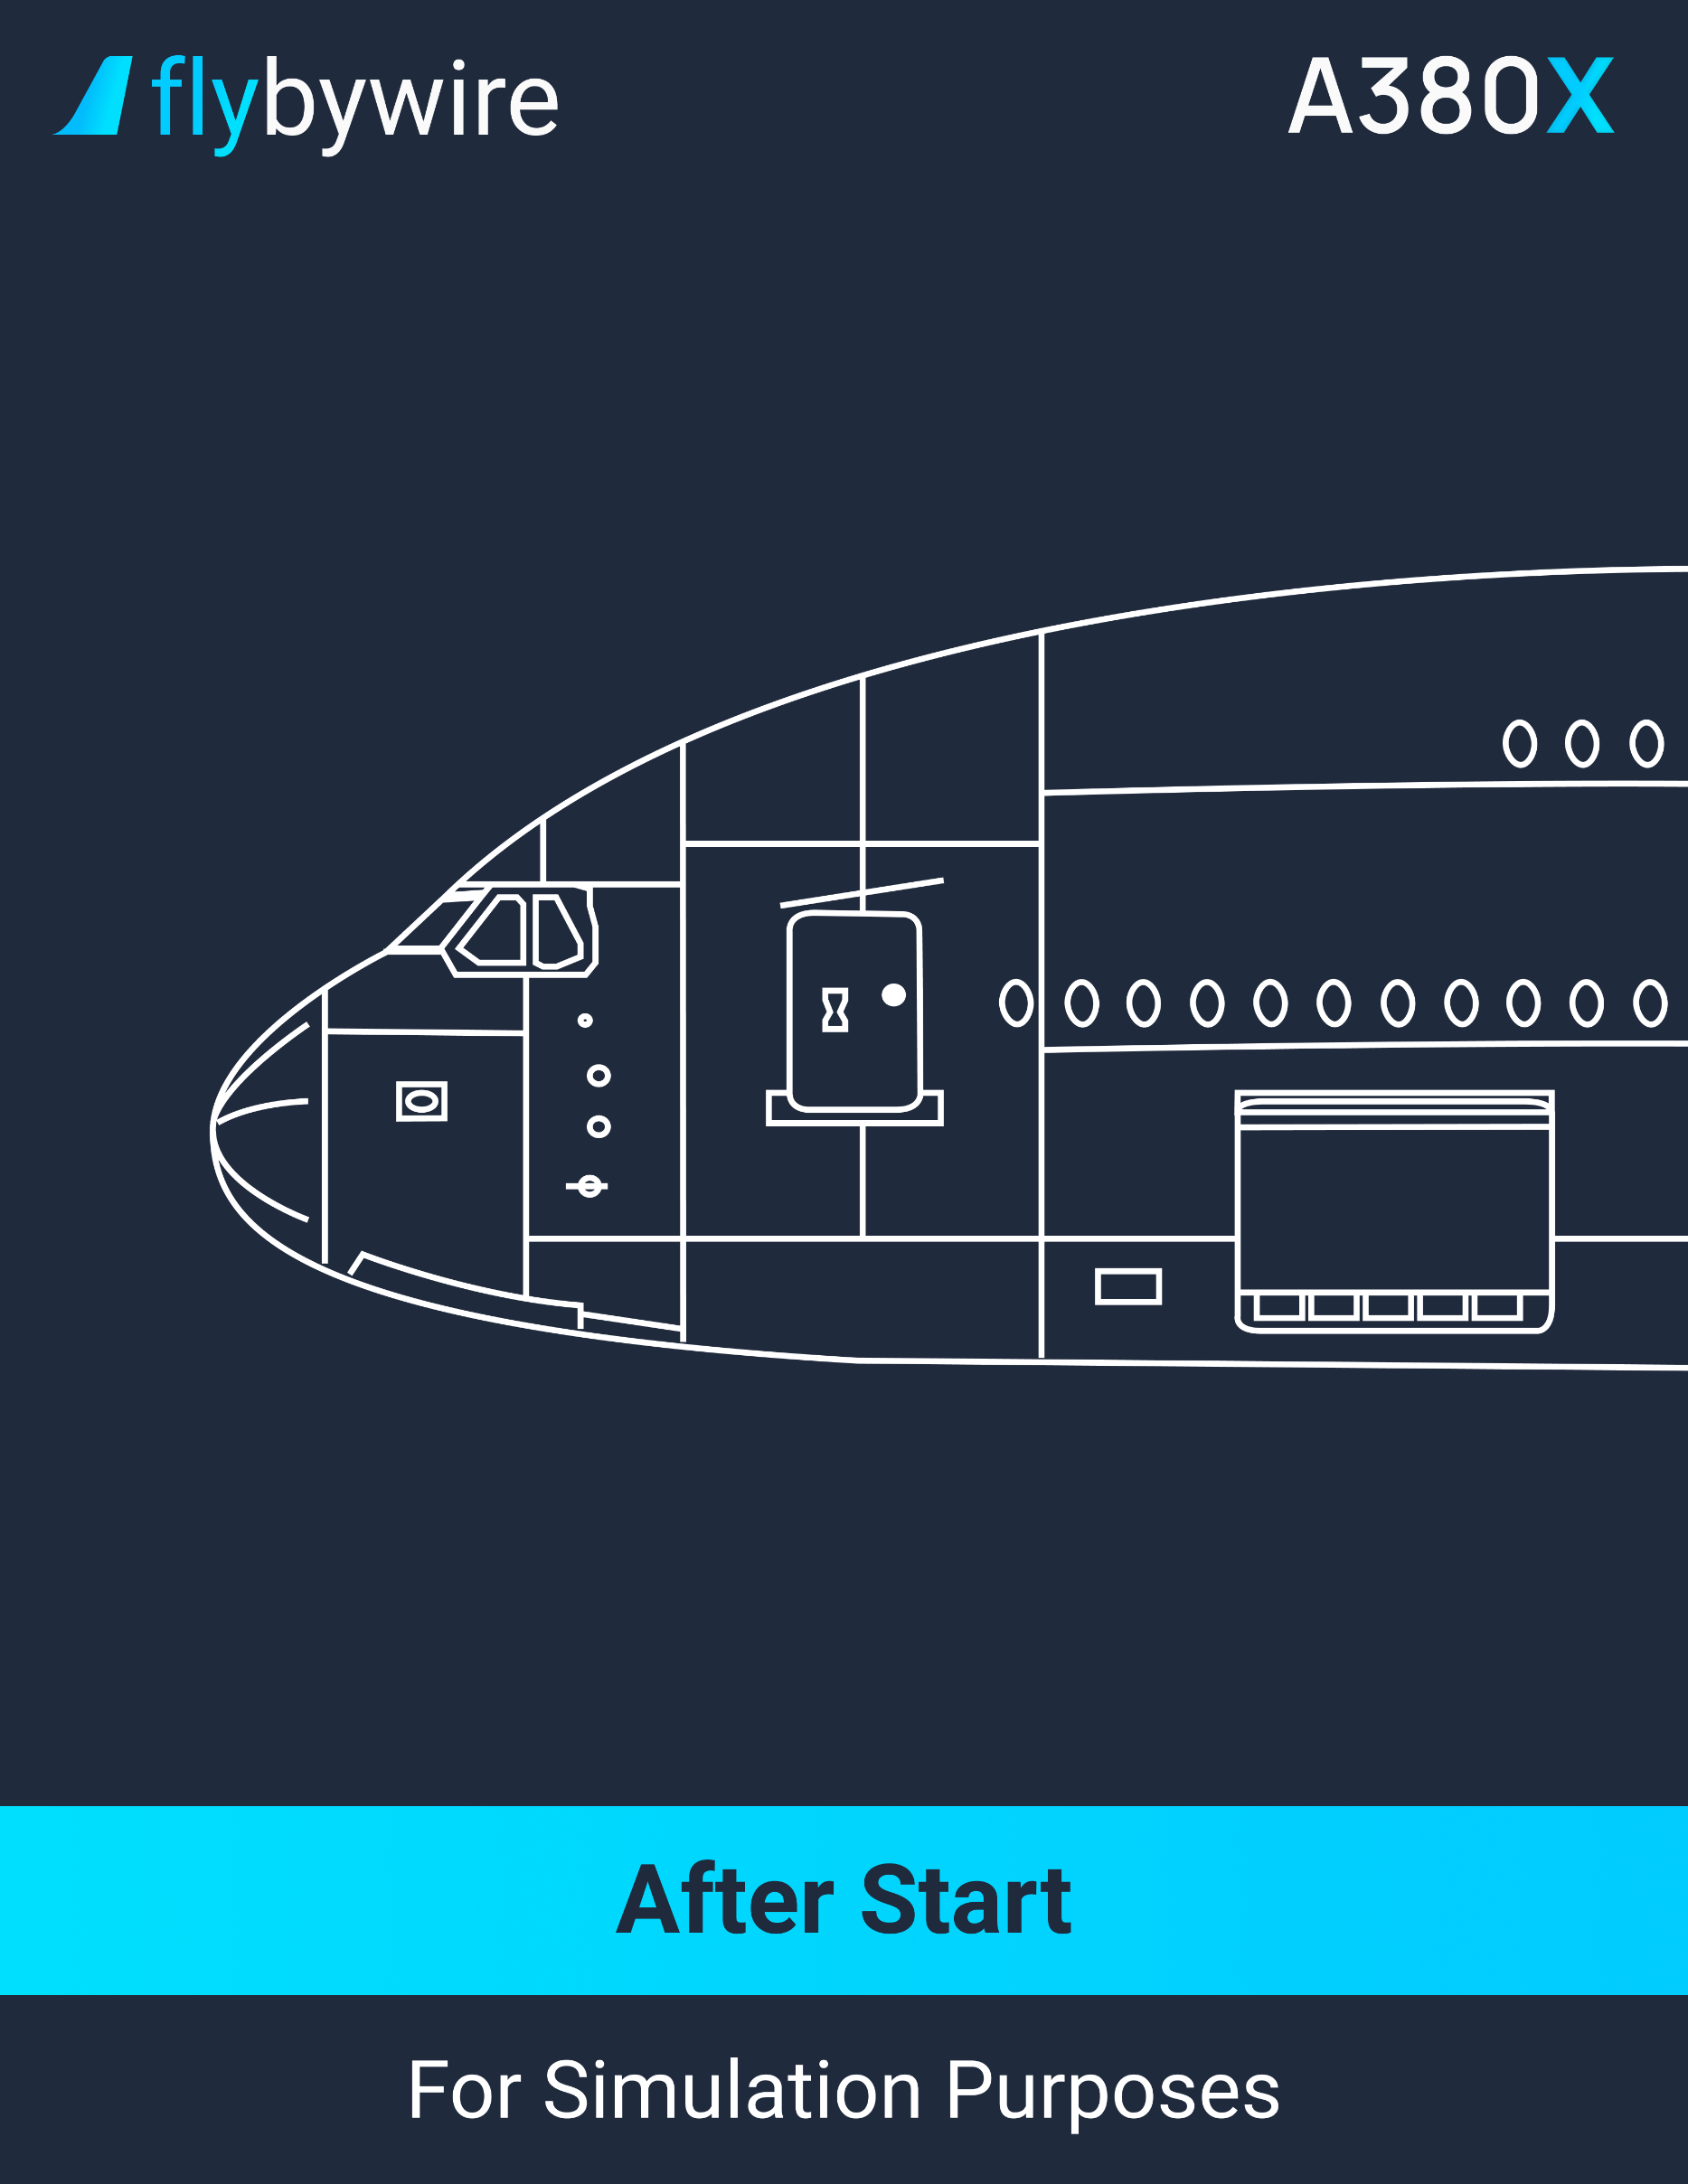 flybywire
A380X
After Start
For Simulation Purposes